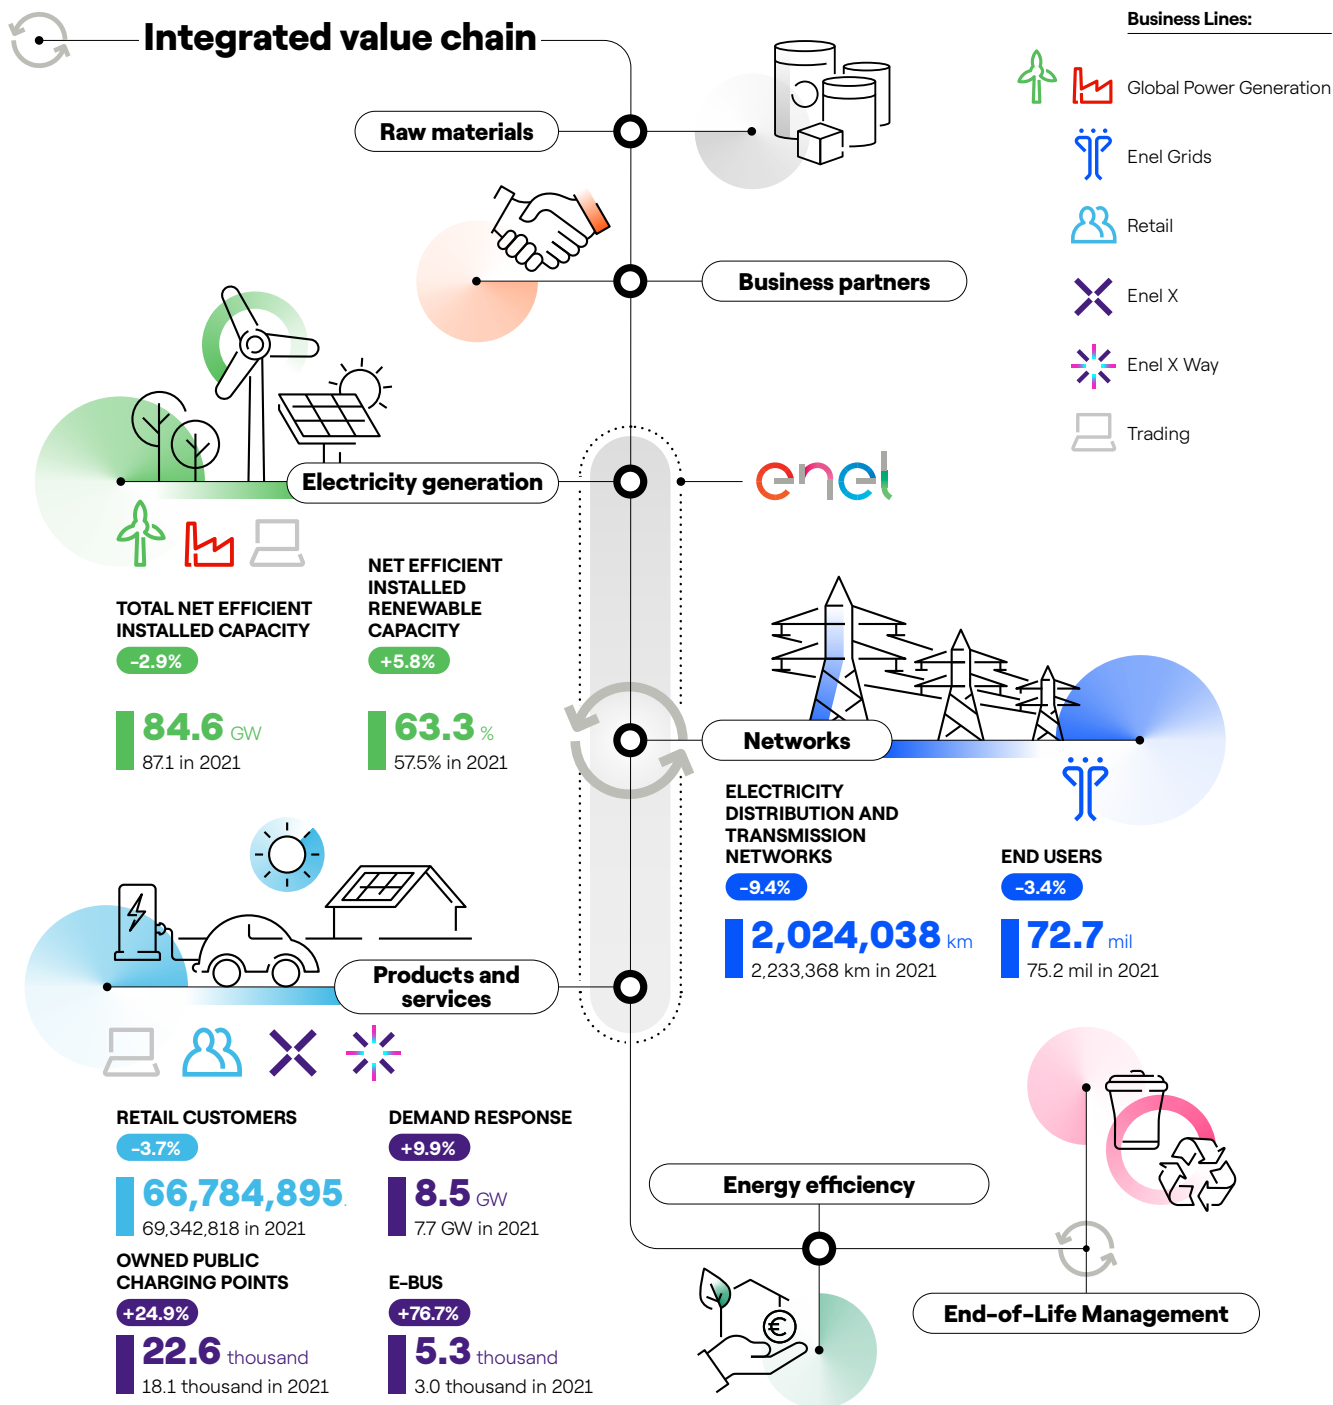 Integrated value chain
Business Lines:
Global Power Generation
Enel Grids
Retail
Enel X
Enel X Way
Trading
Raw materials
Business partners
Electricity generation
enel
TOTAL NET EFFICIENT
INSTALLED CAPACITY
-2.9%
84.6 GW
87.1 in 2021
NET EFFICIENT
INSTALLED
RENEWABLE
CAPACITY
+5.8%
63.3 %
57.5% in 2021
Networks
ELECTRICITY
DISTRIBUTION AND
TRANSMISSION
NETWORKS
-9.4%
2,024,038 km
2,233,368 km in 2021
END USERS
-3.4%
72.7 mil
75.2 mil in 2021
Products and
services
RETAIL CUSTOMERS
-3.7%
66,784,895
69,342,818 in 2021
DEMAND RESPONSE
+9.9%
8.5 GW
7.7 GW in 2021
OWNED PUBLIC
CHARGING POINTS
+24.9%
22.6 thousand
18.1 thousand in 2021
E-BUS
+76.7%
5.3 thousand
3.0 thousand in 2021
Energy efficiency
€
End-of-Life Management